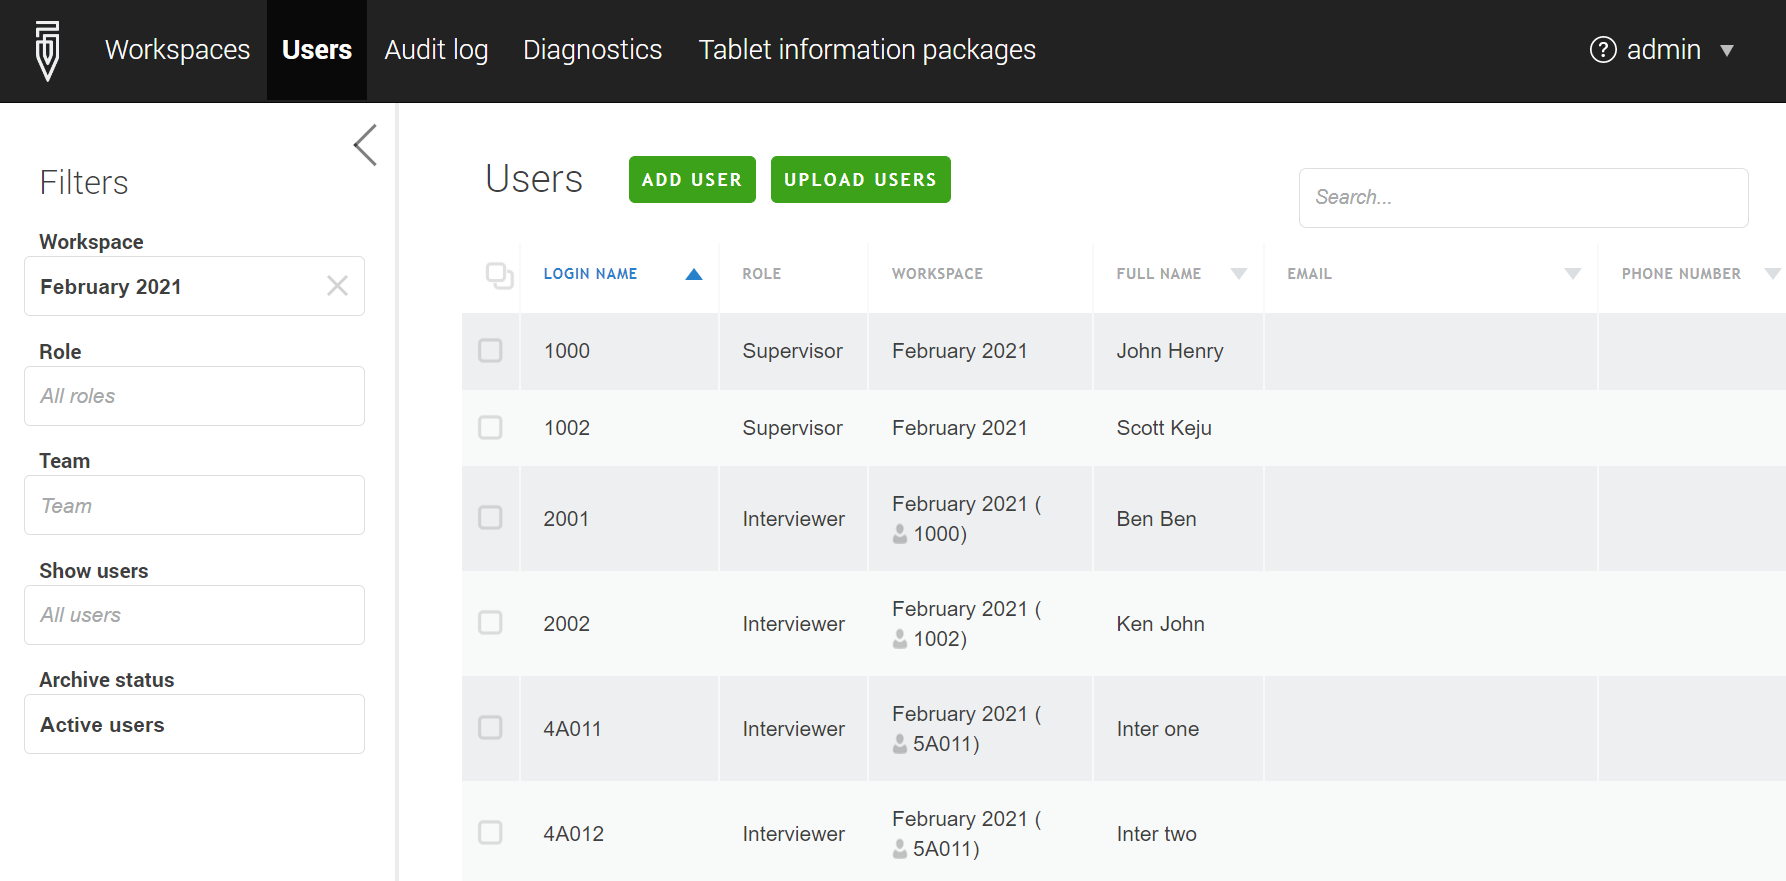 Workspaces Users Audit log Diagnostics Tablet information packages ? admin
Filters
Workspace
February 2021
Role
All roles
Team
Team
Show users
All users
Archive status
Active users
Users ADD USER UPLOAD USERS Search...
LOGIN NAME ROLE WORKSPACE FULL NAME EMAIL PHONE NUMBER
1000 Supervisor February 2021 John Henry
1002 Supervisor February 2021 Scott Keju
2001 Interviewer February 2021 ( Ben Ben
1000)
2002 Interviewer February 2021 ( Ken John
1002)
4A011 Interviewer February 2021 ( Inter one
5A011)
4A012 Interviewer February 2021 ( Inter two
5A011)